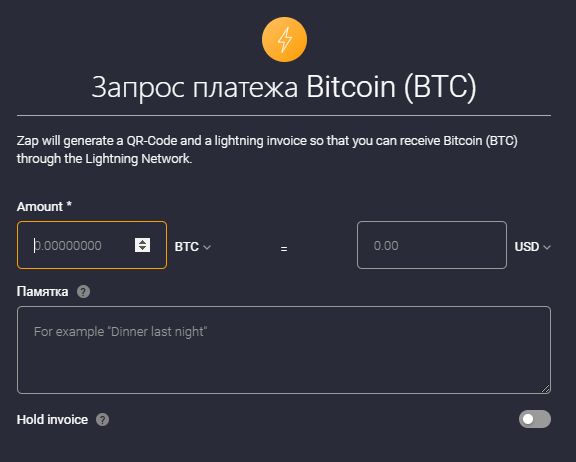 Запрос платежа Bitcoin (BTC)
Zap will generate a QR-Code and a lightning invoice so that you can receive Bitcoin (BTC)
through the Lightning Network.
Amount *
0.00000000 BTC = 0.00 USD
Памятка ?
For example "Dinner last night"
Hold invoice ?